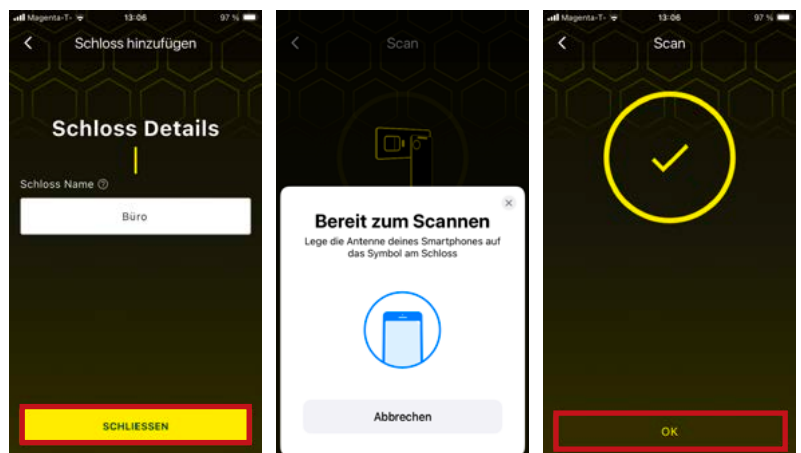 Magenta-T- 13:06 97 %
Schloss hinzufügen
Schloss Details
Schloss Name ?
Büro
SCHLIESSEN
Scan
Bereit zum Scannen
Lege die Antenne deines Smartphones auf
das Symbol am Schloss
Abbrechen
Magenta-T- 13:06 97 %
Scan
OK